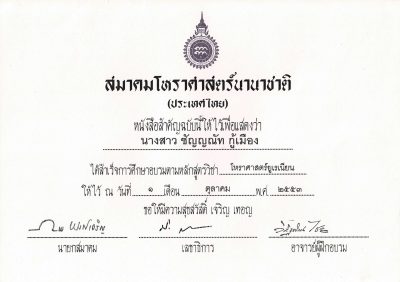 สมาคมโหราศาสตร์นานาชาติ
(ประเทศไทย)
หนังสือสำคัญฉบับนี้ให้ไว้เพื่อแสดงว่า
นางสาว ชัญญณัท กู้เมือง
ได้สำเร็จการศึกษาอบรมตามหลักสูตรวิชา โหราศาสตร์ยูเรเนียน
ให้ไว้ ณ วันที่ ๑ เดือน ตุลาคม พ.ศ. ๒๕๕๓
ขอให้มีความสุขสวัสดิ์ เจริญ เทอญ
นายกสมาคม เลขาธิการ อาจารย์ผู้ฝึกอบรม